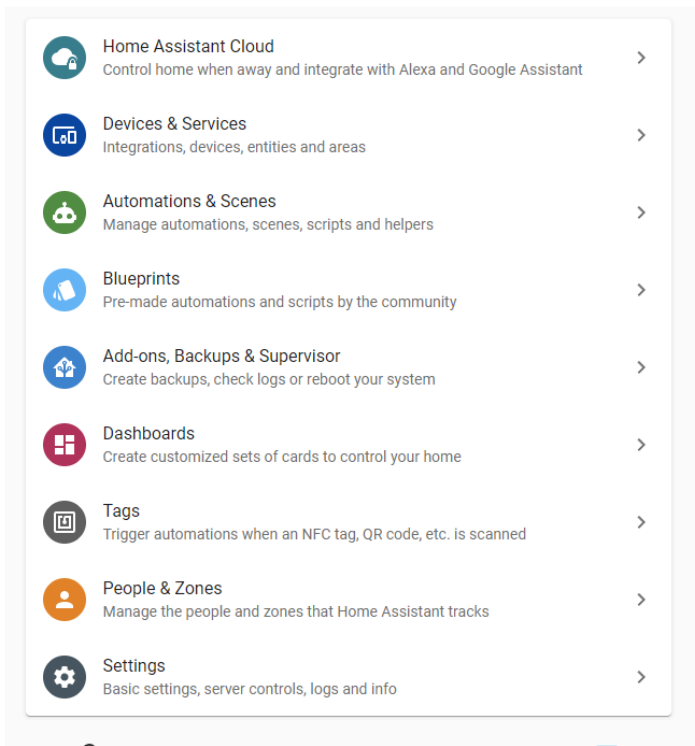 Home Assistant Cloud
Control home when away and integrate with Alexa and Google Assistant
Devices & Services
Integrations, devices, entities and areas
Automations & Scenes
Manage automations, scenes, scripts and helpers
Blueprints
Pre-made automations and scripts by the community
Add-ons, Backups & Supervisor
Create backups, check logs or reboot your system
Dashboards
Create customized sets of cards to control your home
Tags
Trigger automations when an NFC tag, QR code, etc. is scanned
People & Zones
Manage the people and zones that Home Assistant tracks
Settings
Basic settings, server controls, logs and info